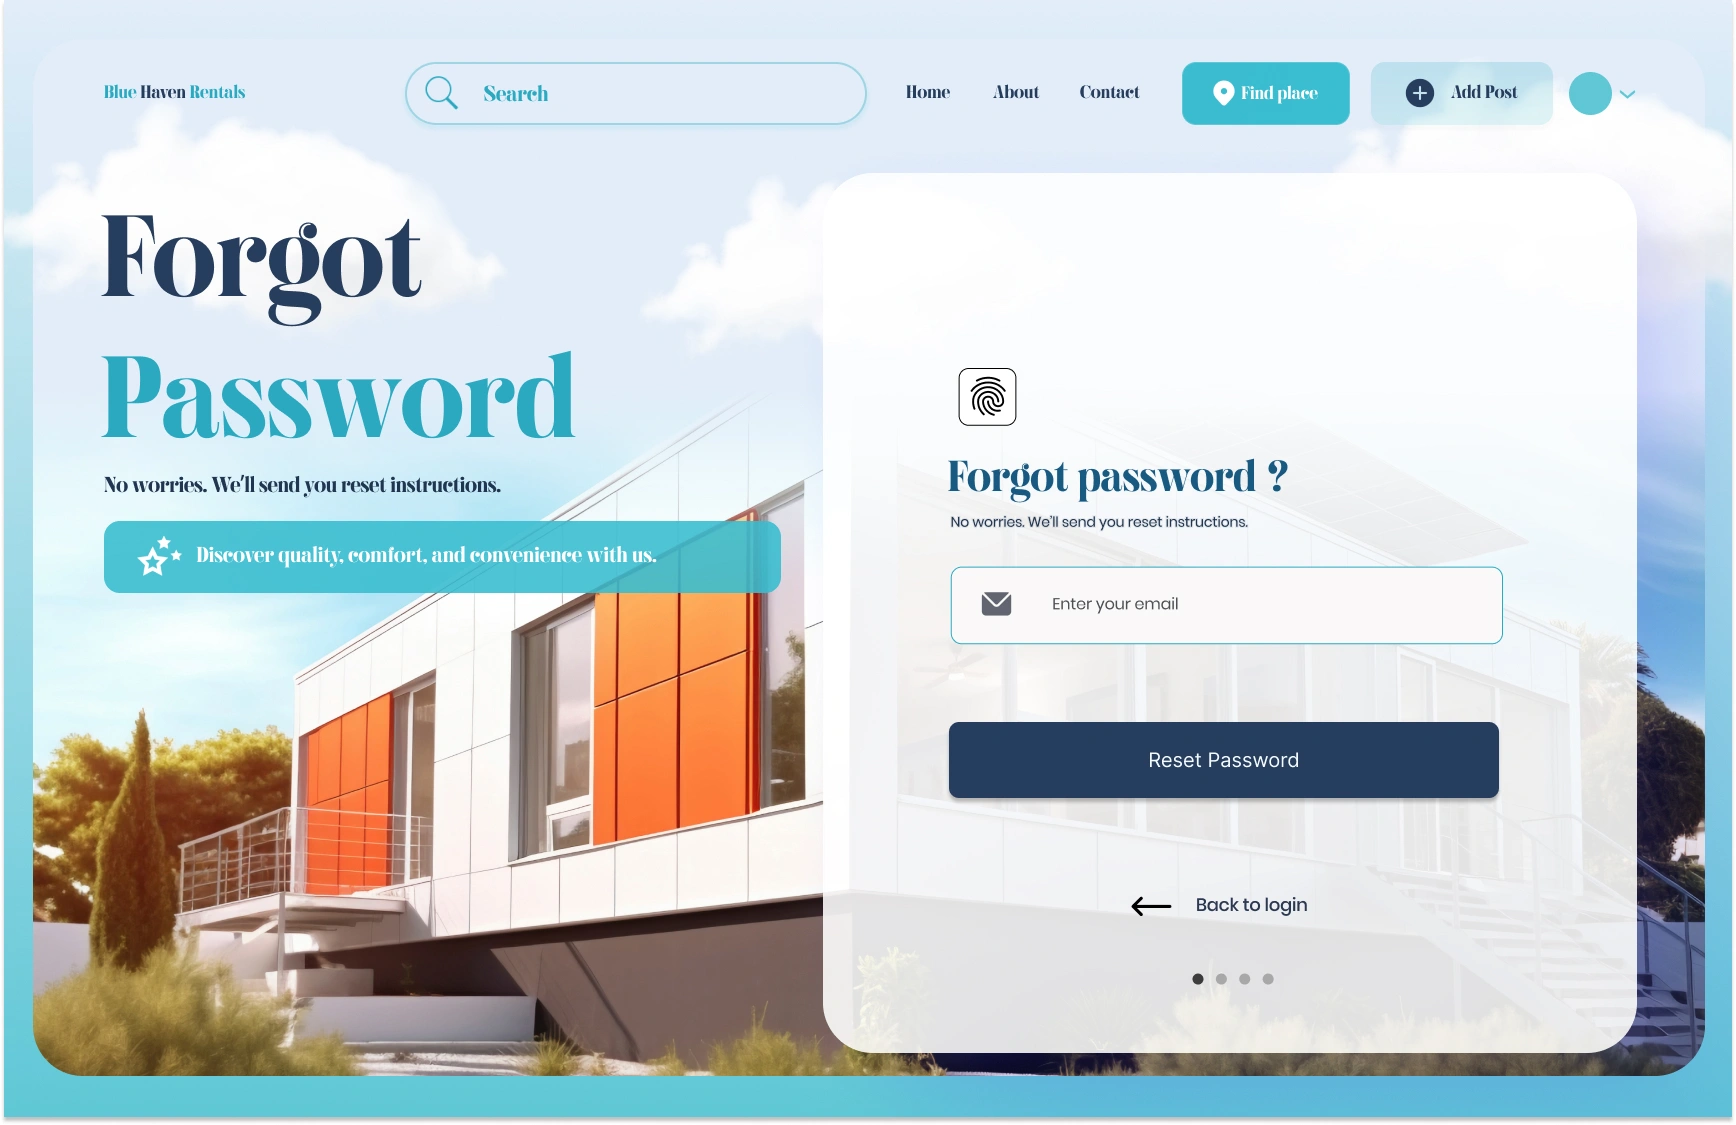 Blue Haven Rentals
Search
Home
About
Contact
Find place
Add Post
Forgot
Password
No worries. We'll send you reset instructions.
Discover quality, comfort, and convenience with us.
Forgot password ?
No worries. We'll send you reset instructions.
Enter your email
Reset Password
Back to login